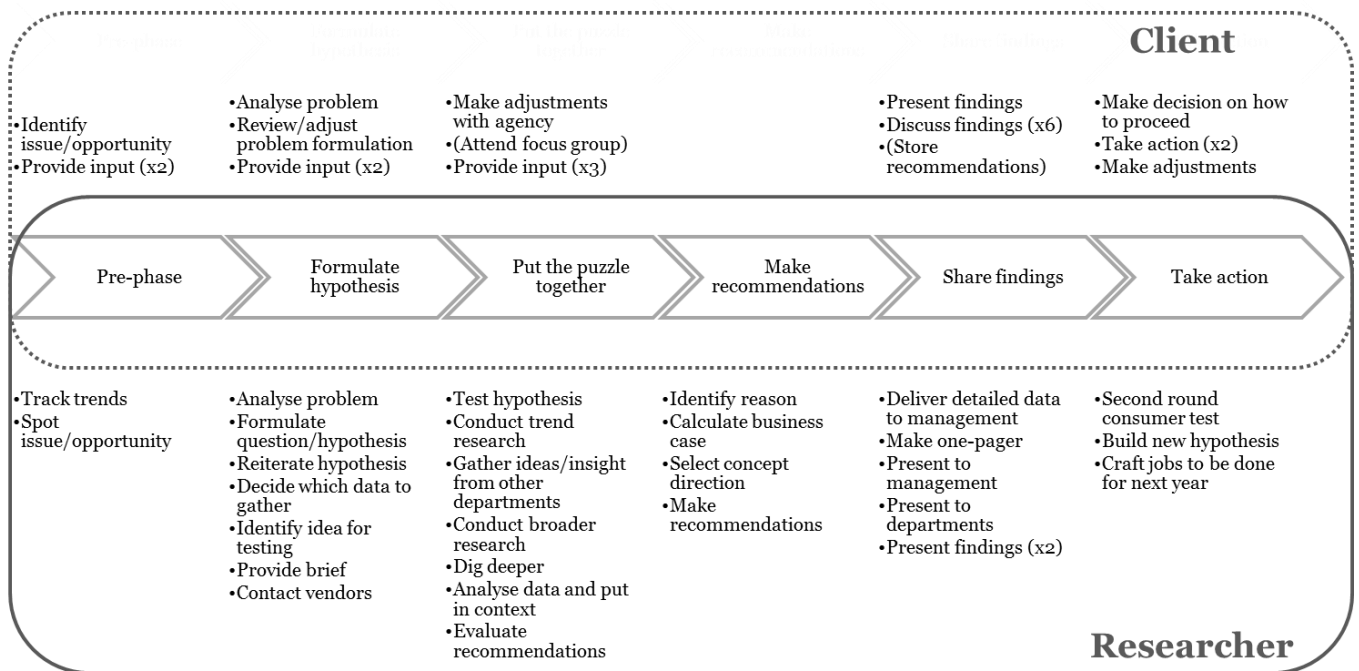 Client
•Identify
issue/opportunity
•Provide input (x2)
•Analyse problem
•Review/adjust
problem formulation
•Provide input (x2)
•Make adjustments
with agency
•(Attend focus group)
•Provide input (x3)
•Present findings
•Discuss findings (x6)
•(Store
recommendations)
•Make decision on how
to proceed
•Take action (x2)
•Make adjustments
Pre-phase
Formulate
hypothesis
Put the puzzle
together
Make
recommendations
Share findings
Take action
•Track trends
•Spot
issue/opportunity
•Analyse problem
•Formulate
question/hypothesis
•Reiterate hypothesis
•Decide which data to
gather
•Identify idea for
testing
•Provide brief
•Contact vendors
•Test hypothesis
•Conduct trend
research
•Gather ideas/insight
from other
departments
•Conduct broader
research
•Dig deeper
•Analyse data and put
in context
•Evaluate
recommendations
•Identify reason
•Calculate business
case
•Select concept
direction
•Make
recommendations
•Deliver detailed data
to management
•Make one-pager
•Present to
management
•Present to
departments
•Present findings (x2)
•Second round
consumer test
•Build new hypothesis
•Craft jobs to be done
for next year
Researcher